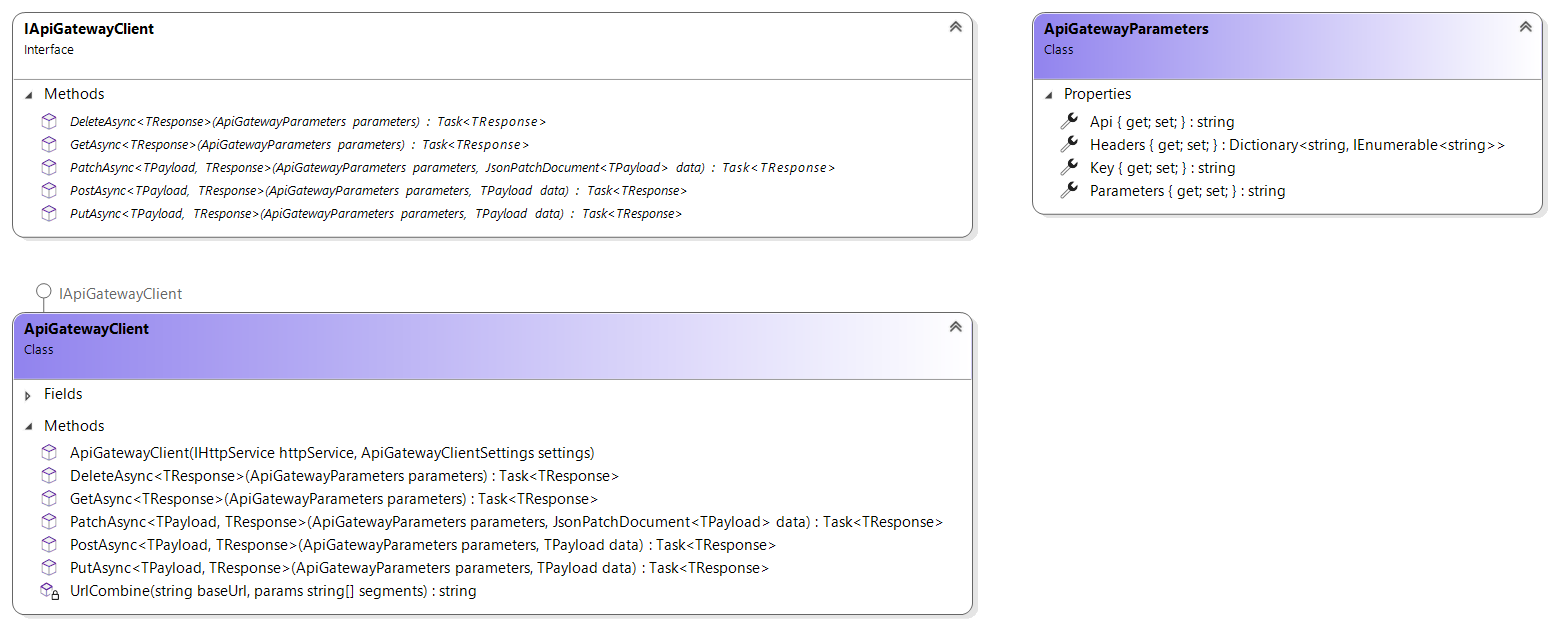 IApiGatewayClient
Interface
Methods
DeleteAsync<TResponse>(ApiGatewayParameters parameters) : Task<TResponse>
GetAsync<TResponse>(ApiGatewayParameters parameters) : Task<TResponse>
PatchAsync<TPayload, TResponse>(ApiGatewayParameters parameters, JsonPatchDocument<TPayload> data) : Task<TResponse>
PostAsync<TPayload, TResponse>(ApiGatewayParameters parameters, TPayload data) : Task<TResponse>
PutAsync<TPayload, TResponse>(ApiGatewayParameters parameters, TPayload data) : Task<TResponse>
ApiGatewayParameters
Class
Properties
Api { get; set; } : string
Headers { get; set; } : Dictionary<string, IEnumerable<string>>
Key { get; set; } : string
Parameters { get; set; } : string
IApiGatewayClient
ApiGatewayClient
Class
Fields
Methods
ApiGatewayClient(IHttpService httpService, ApiGatewayClientSettings settings)
DeleteAsync<TResponse>(ApiGatewayParameters parameters) : Task<TResponse>
GetAsync<TResponse>(ApiGatewayParameters parameters) : Task<TResponse>
PatchAsync<TPayload, TResponse>(ApiGatewayParameters parameters, JsonPatchDocument<TPayload> data) : Task<TResponse>
PostAsync<TPayload, TResponse>(ApiGatewayParameters parameters, TPayload data) : Task<TResponse>
PutAsync<TPayload, TResponse>(ApiGatewayParameters parameters, TPayload data) : Task<TResponse>
UrlCombine(string baseUrl, params string[] segments) : string